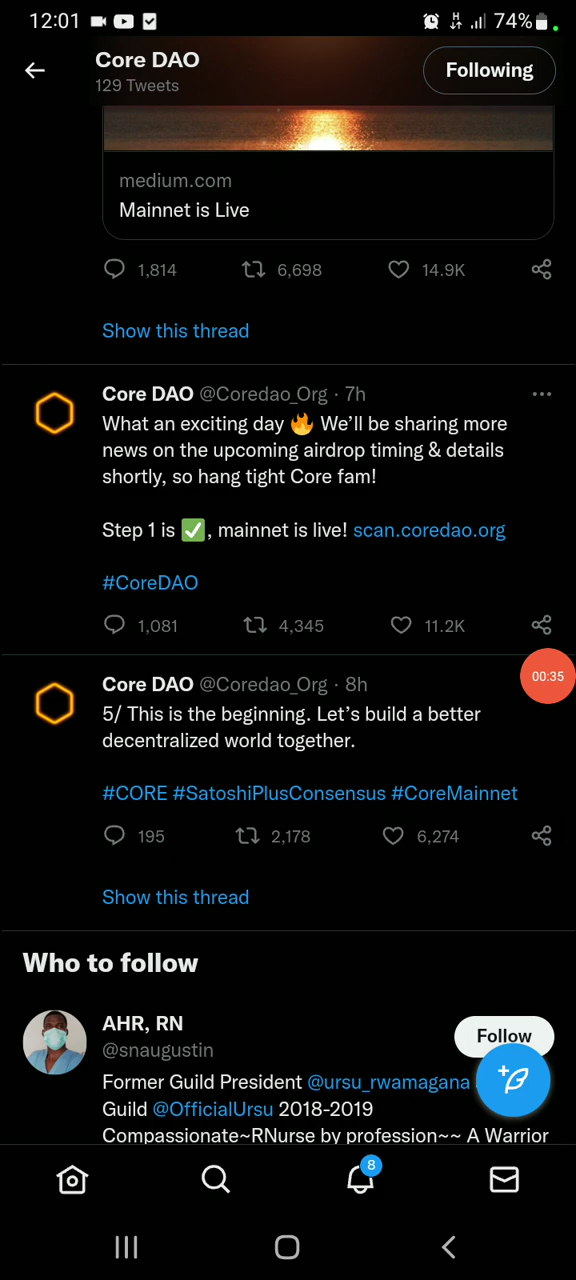 12:01
74%
Core DAO
129 Tweets
Following
medium.com
Mainnet is Live
1,814 6,698 14.9K
Show this thread
Core DAO @Coredao_Org · 7h
What an exciting day 🔥 We’ll be sharing more
news on the upcoming airdrop timing & details
shortly, so hang tight Core fam!
Step 1 is ✅, mainnet is live! scan.coredao.org
#CoreDAO
1,081 4,345 11.2K
00:35
Core DAO @Coredao_Org · 8h
5/ This is the beginning. Let’s build a better
decentralized world together.
#CORE #SatoshiPlusConsensus #CoreMainnet
195 2,178 6,274
Show this thread
Who to follow
AHR, RN
@snaugustin
Follow
Former Guild President @ursu_rwamagana
Guild @OfficialUrsu 2018-2019
Compassionate~RNurse by profession~~ A Warrior
8